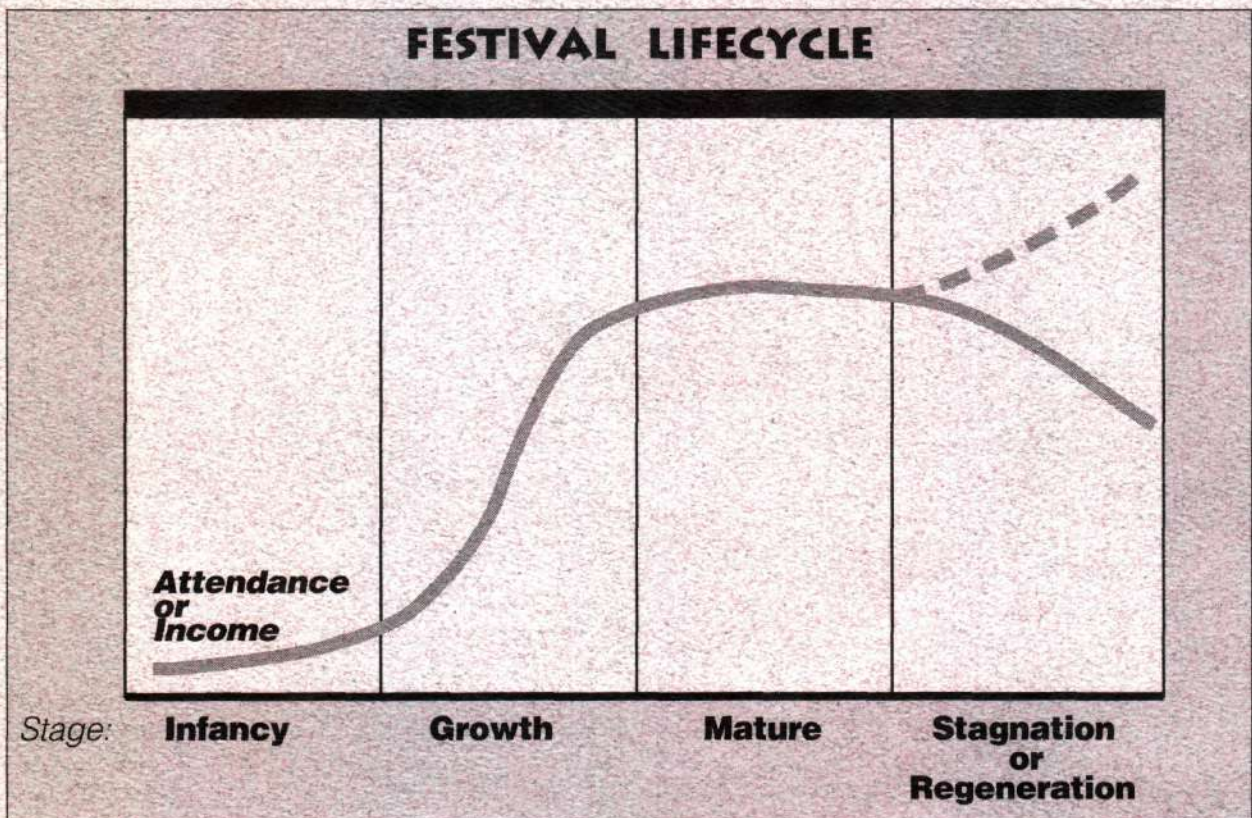 FESTIVAL LIFECYCLE
Attendance
or
Income
Stage: Infancy Growth Mature Stagnation
or
Regeneration